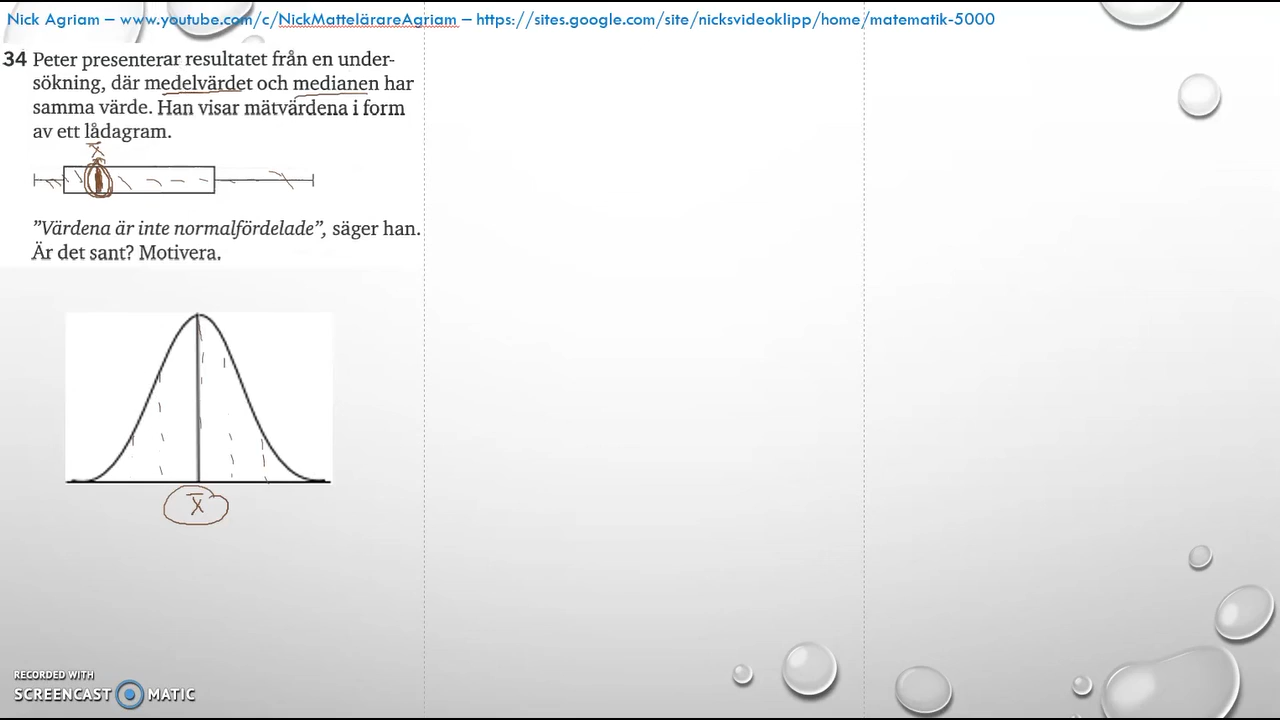 Nick Agriam – www.youtube.com/c/NickMattelärareAgriam – https://sites.google.com/site/nicksvideoklipp/home/matematik-5000
34 Peter presenterar resultatet från en under-
sökning, där medelvärdet och medianen har
samma värde. Han visar mätvärdena i form
av ett lådagram.
x̄
"Värdena är inte normalfördelade", säger han.
Är det sant? Motivera.
x̄
RECORDED WITH
SCREENCAST MATIC